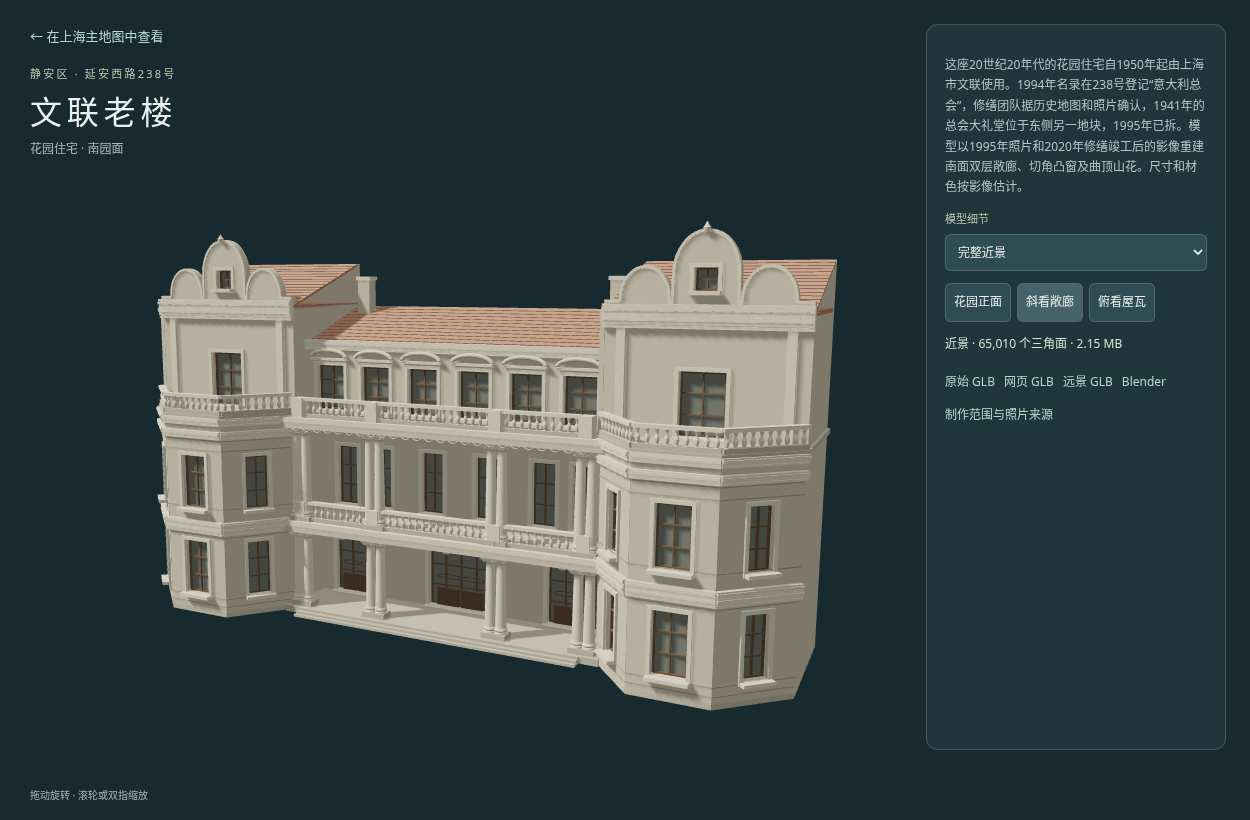 ← 在上海主地图中查看
静安区 · 延安西路238号
文联老楼
花园住宅 · 南园面
这座20世纪20年代的花园住宅自1950年起由上海
市文联使用。1994年名录在238号登记“意大利总
会”，修缮团队据历史地图和照片确认，1941年的
总会大礼堂位于东侧另一地块，1995年已拆。模
型以1995年照片和2020年修缮竣工后的影像重建
南面双层敞廊、切角凸窗及曲顶山花。尺寸和材
色按影像估计。
模型细节
完整近景
花园正面 斜看敞廊 俯看屋瓦
近景 · 65,010 个三角面 · 2.15 MB
原始 GLB 网页 GLB 远景 GLB Blender
制作范围与照片来源
拖动旋转 · 滚轮或双指缩放